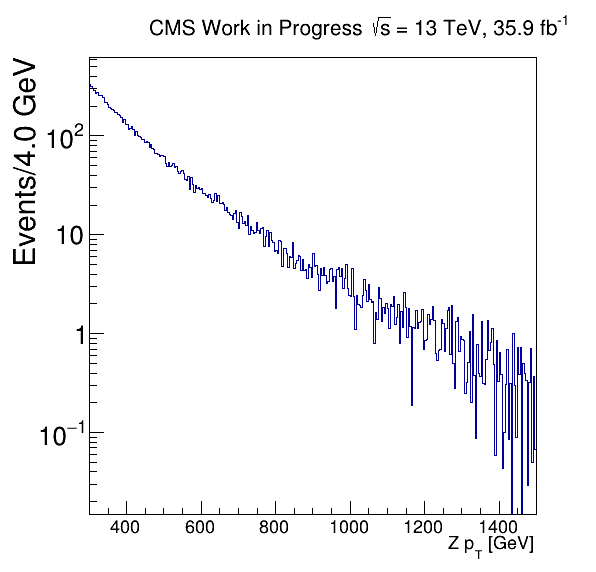 CMS Work in Progress √s = 13 TeV, 35.9 fb⁻¹
Events/4.0 GeV
10²
10
1
10⁻¹
400 600 800 1000 1200 1400
Z p_T [GeV]